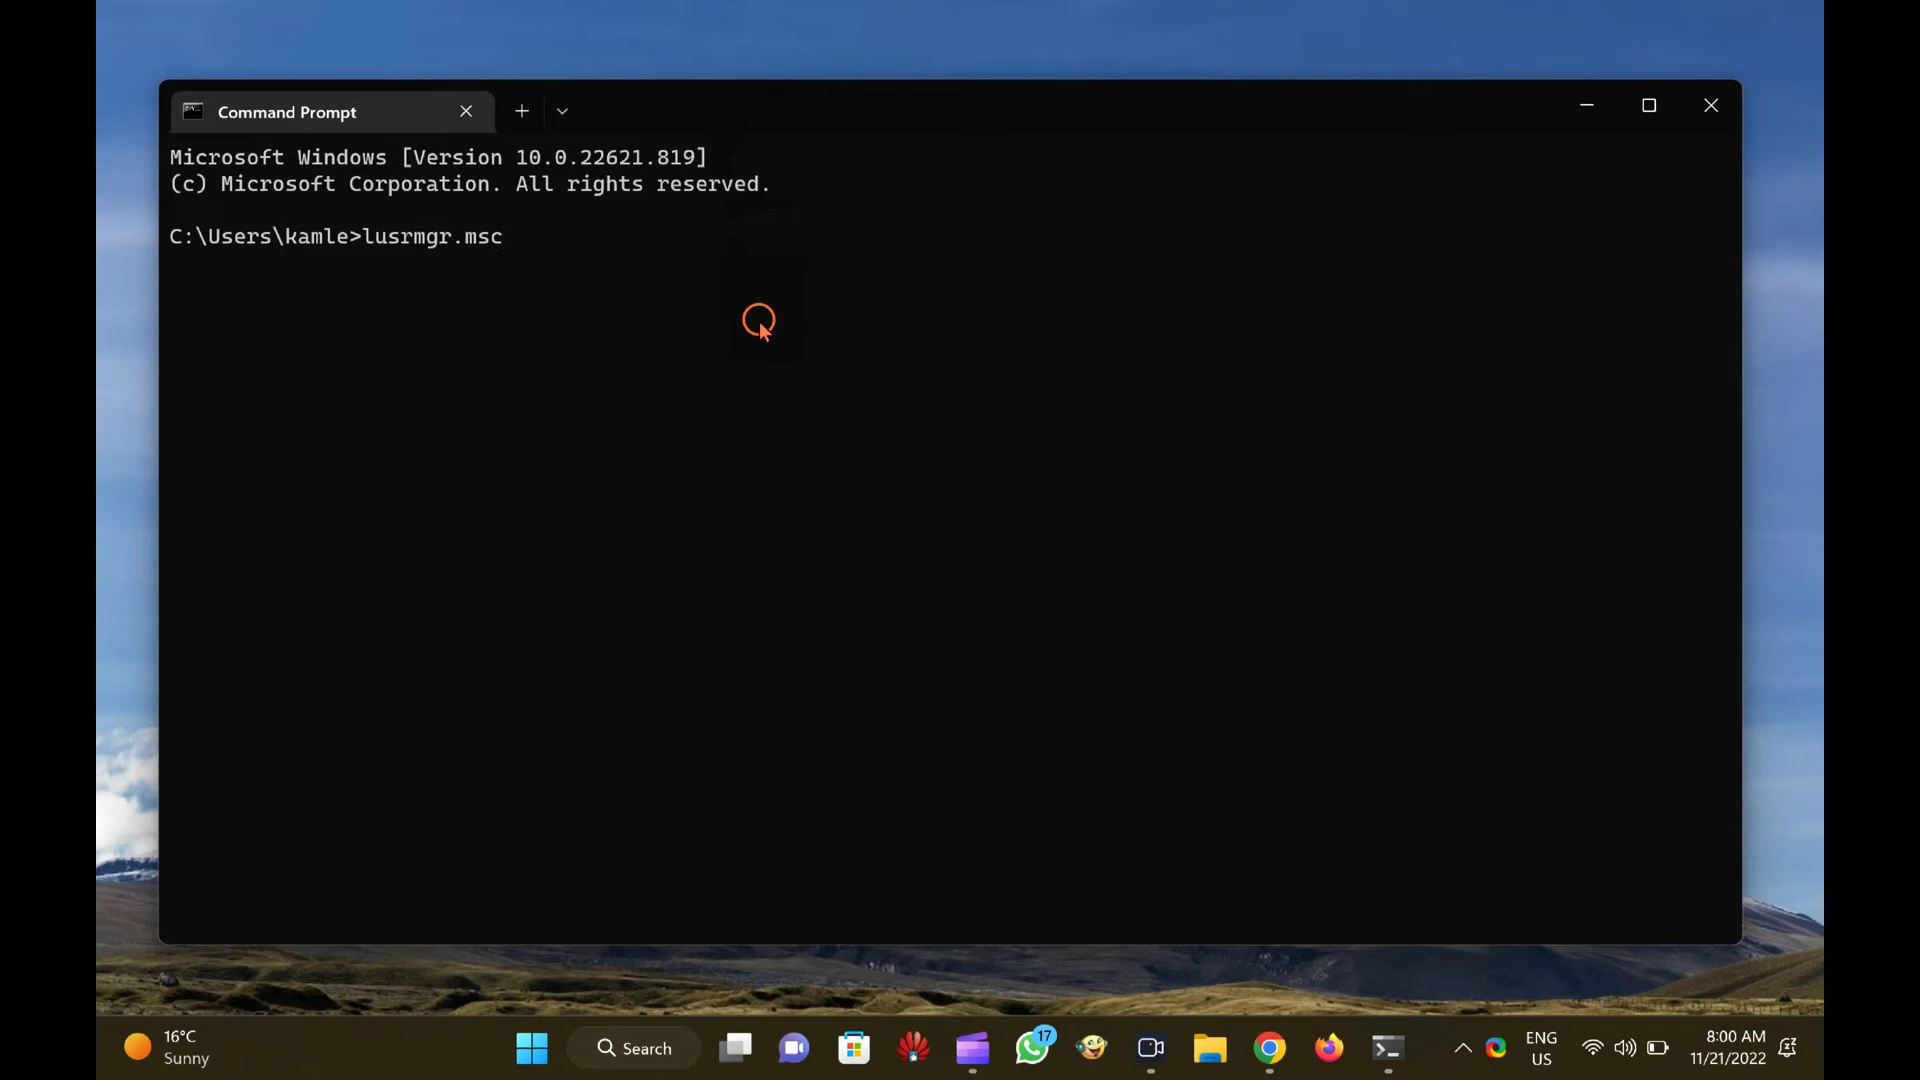 Command Prompt
Microsoft Windows [Version 10.0.22621.819]
(c) Microsoft Corporation. All rights reserved.
C:\Users\kamle>lusrmgr.msc
16°C
Sunny
Search
17
ENG
US
8:00 AM
11/21/2022